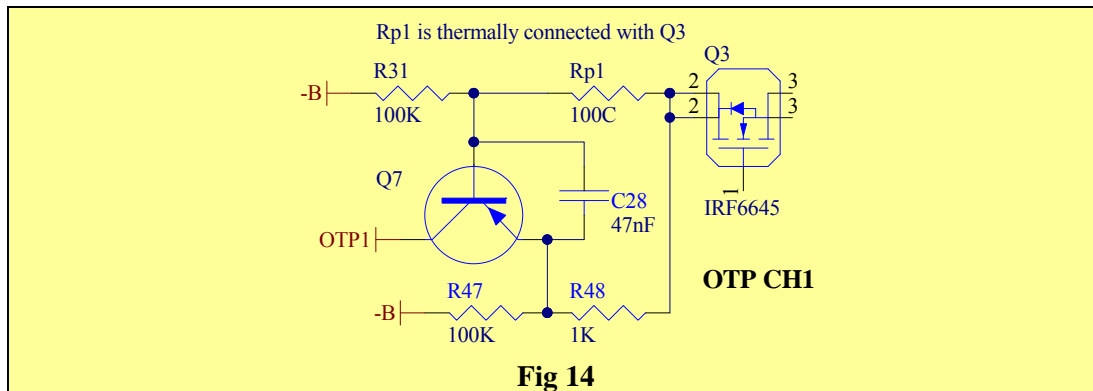 Rp1 is thermally connected with Q3
Q3
R31
Rp1
2
3
-B
100K
100C
2
3
Q7
C28
47nF
1
IRF6645
OTP1
OTP CH1
R47
R48
-B
100K
1K
Fig 14